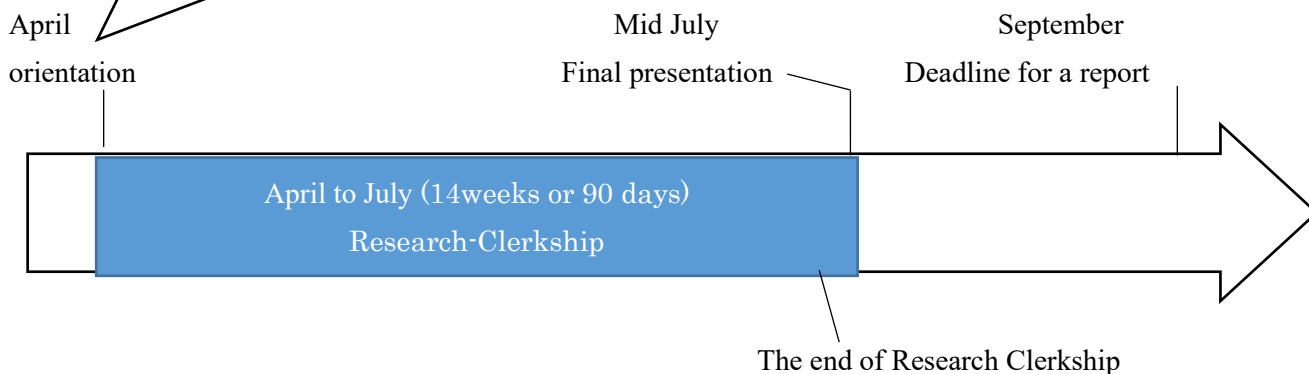 April
orientation
Mid July
Final presentation
September
Deadline for a report
April to July (14weeks or 90 days)
Research-Clerkship
The end of Research Clerkship